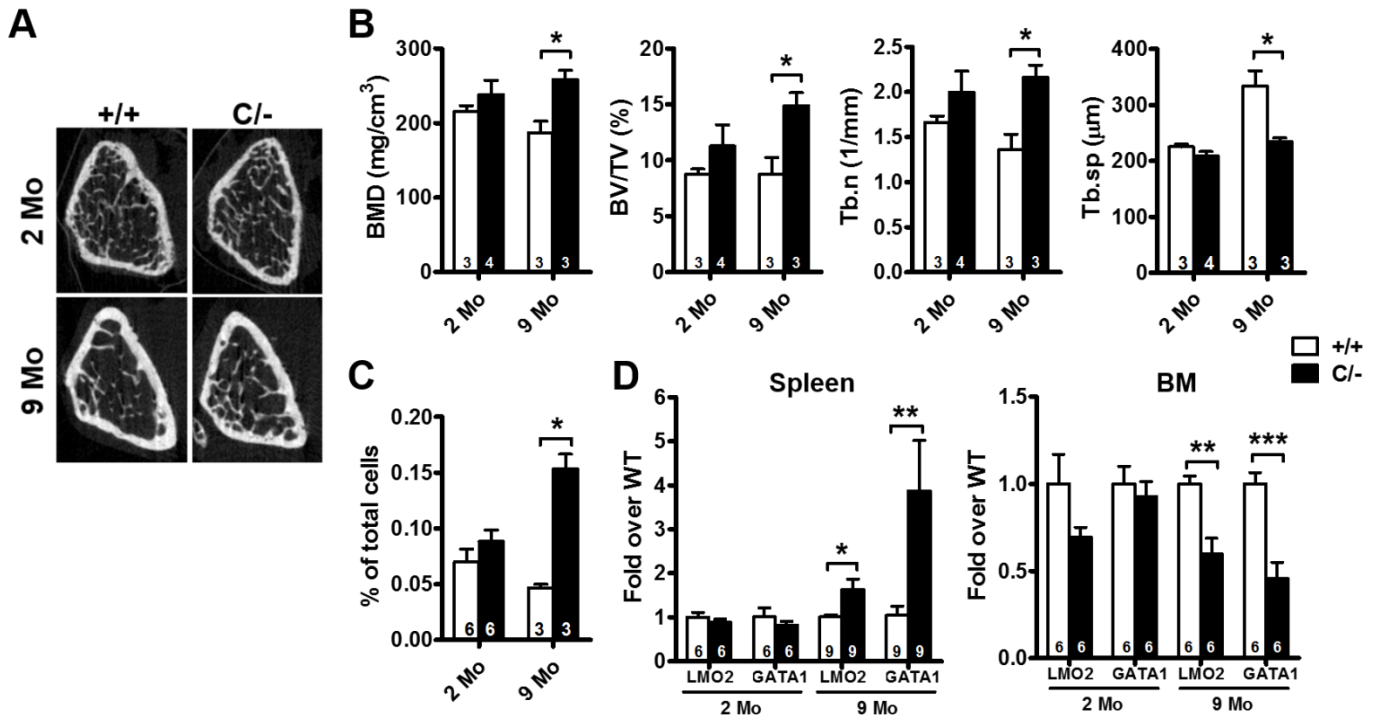 A
+/+ C/-
2 Mo
9 Mo
B
BMD (mg/cm³)
300
200
100
0
3 4 3 3
2 Mo 9 Mo
*
BV/TV (%)
20
15
10
5
0
3 4 3 3
2 Mo 9 Mo
*
Tb.n (1/mm)
2.5
2.0
1.5
1.0
0.5
0.0
3 4 3 3
2 Mo 9 Mo
*
Tb.sp (μm)
400
300
200
100
0
3 4 3 3
2 Mo 9 Mo
*
+/+
C/-
C
% of total cells
0.20
0.15
0.10
0.05
0.00
6 6 3 3
2 Mo 9 Mo
*
D
Spleen
Fold over WT
6
5
4
3
2
1
0
* **
6 6 6 6 9 9 9 9
LMO2 GATA1 LMO2 GATA1
2 Mo 9 Mo
BM
Fold over WT
1.5
1.0
0.5
0.0
** ***
6 6 6 6 6 6 6 6
LMO2 GATA1 LMO2 GATA1
2 Mo 9 Mo